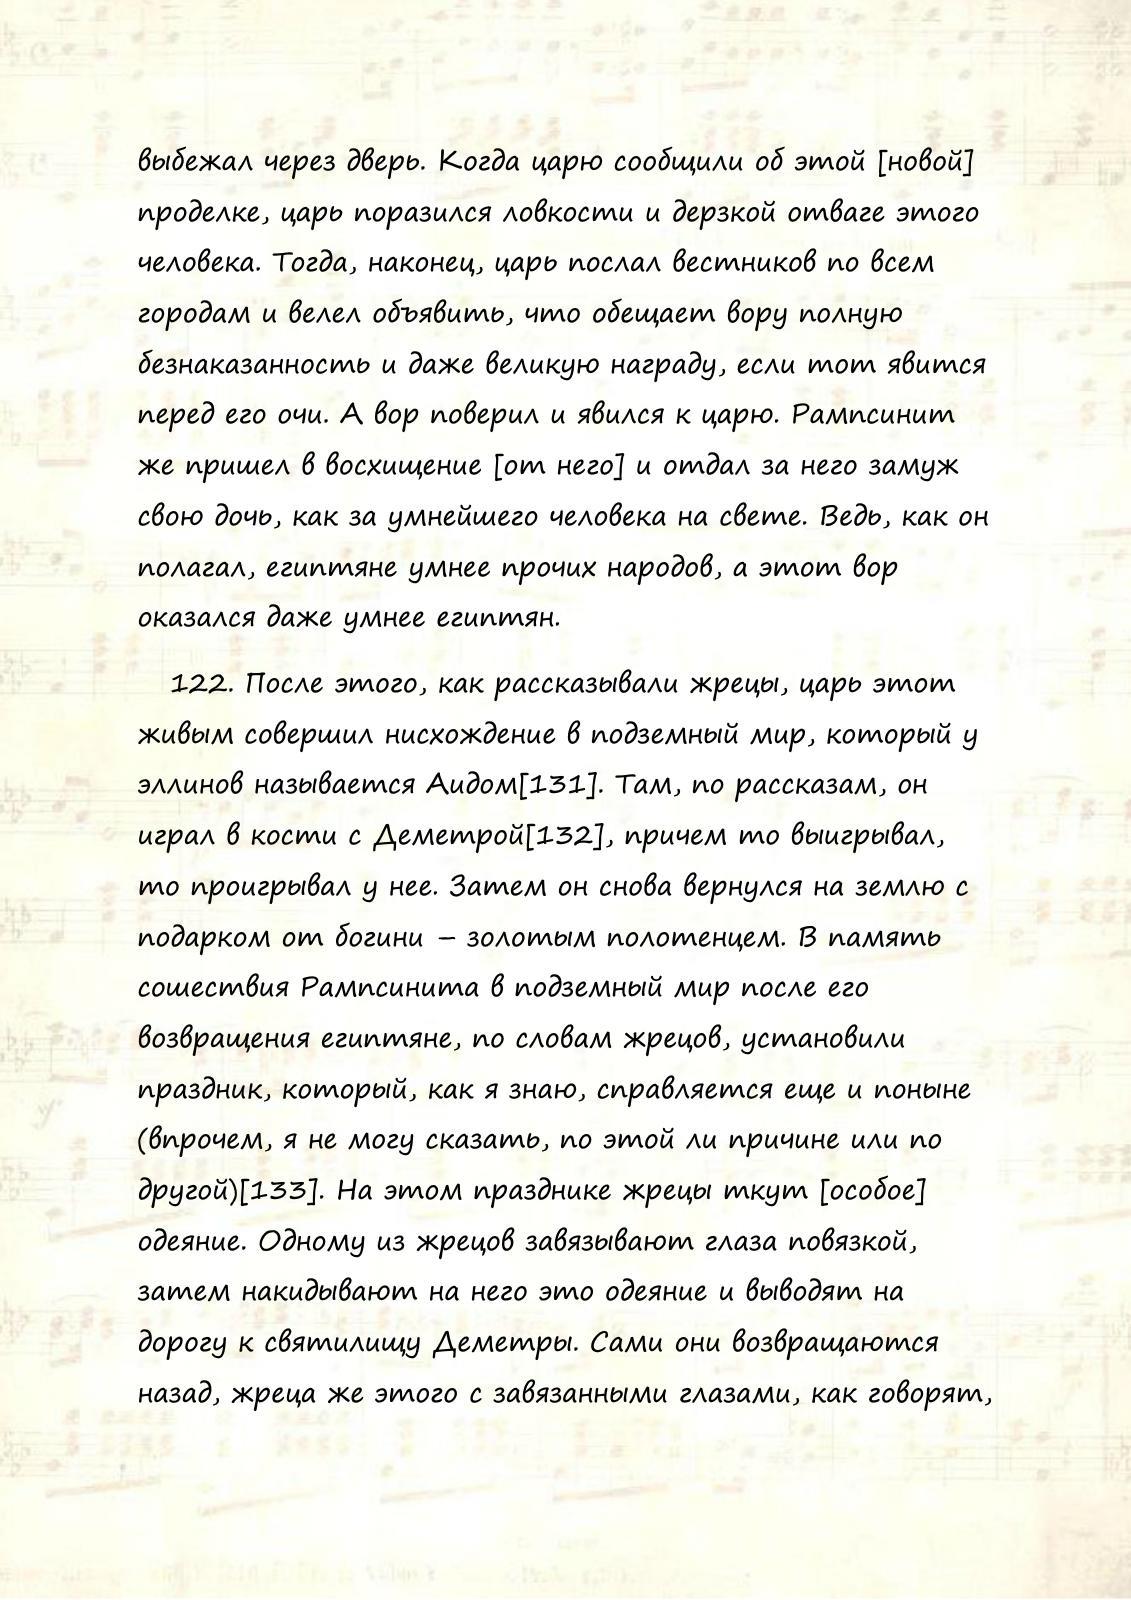 выбежал через дверь. Когда царю сообщили об этой [новой]
проделке, царь поразился ловкости и дерзкой отваге этого
человека. Тогда, наконец, царь послал вестников по всем
городам и велел объявить, что обещает вору полную
безнаказанность и даже великую награду, если тот явится
перед его очи. А вор поверил и явился к царю. Рампсинит
же пришел в восхищение [от него] и отдал за него замуж
свою дочь, как за умнейшего человека на свете. Ведь, как он
полагал, египтяне умнее прочих народов, а этот вор
оказался даже умнее египтян.
122. После этого, как рассказывали жрецы, царь этот
живым совершил нисхождение в подземный мир, который у
эллинов называется Аидом[131]. Там, по рассказам, он
играл в кости с Деметрой[132], причем то выигрывал,
то проигрывал у нее. Затем он снова вернулся на землю с
подарком от богини – золотым полотенцем. В память
сошествия Рампсинита в подземный мир после его
возвращения египтяне, по словам жрецов, установили
праздник, который, как я знаю, справляется еще и поныне
(впрочем, я не могу сказать, по этой ли причине или по
другой)[133]. На этом празднике жрецы ткут [особое]
одеяние. Одному из жрецов завязывают глаза повязкой,
затем накидывают на него это одеяние и выводят на
дорогу к святилищу Деметры. Сами они возвращаются
назад, жреца же этого с завязанными глазами, как говорят,